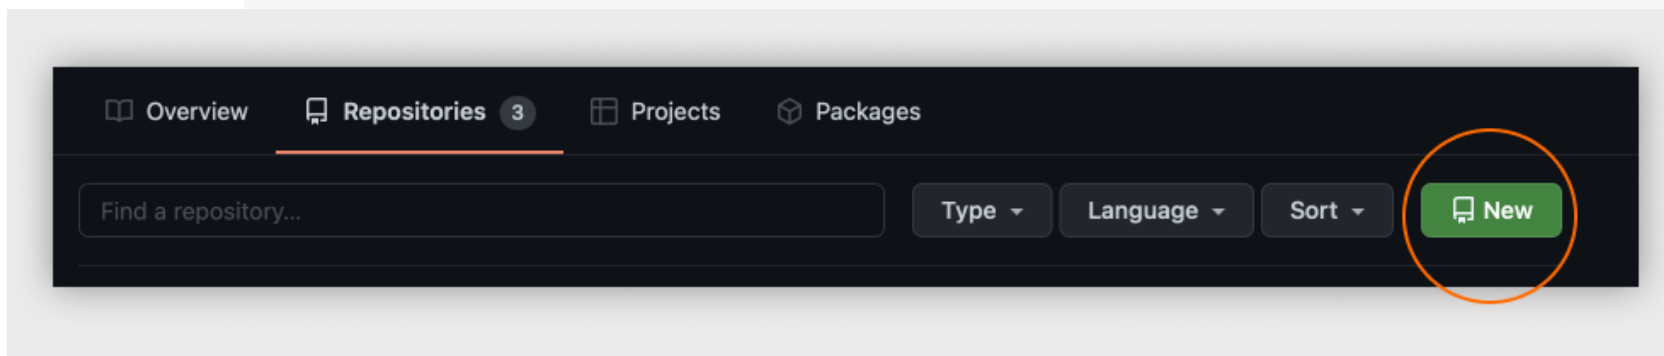 Overview Repositories 3 Projects Packages
Find a repository... Type Language Sort New